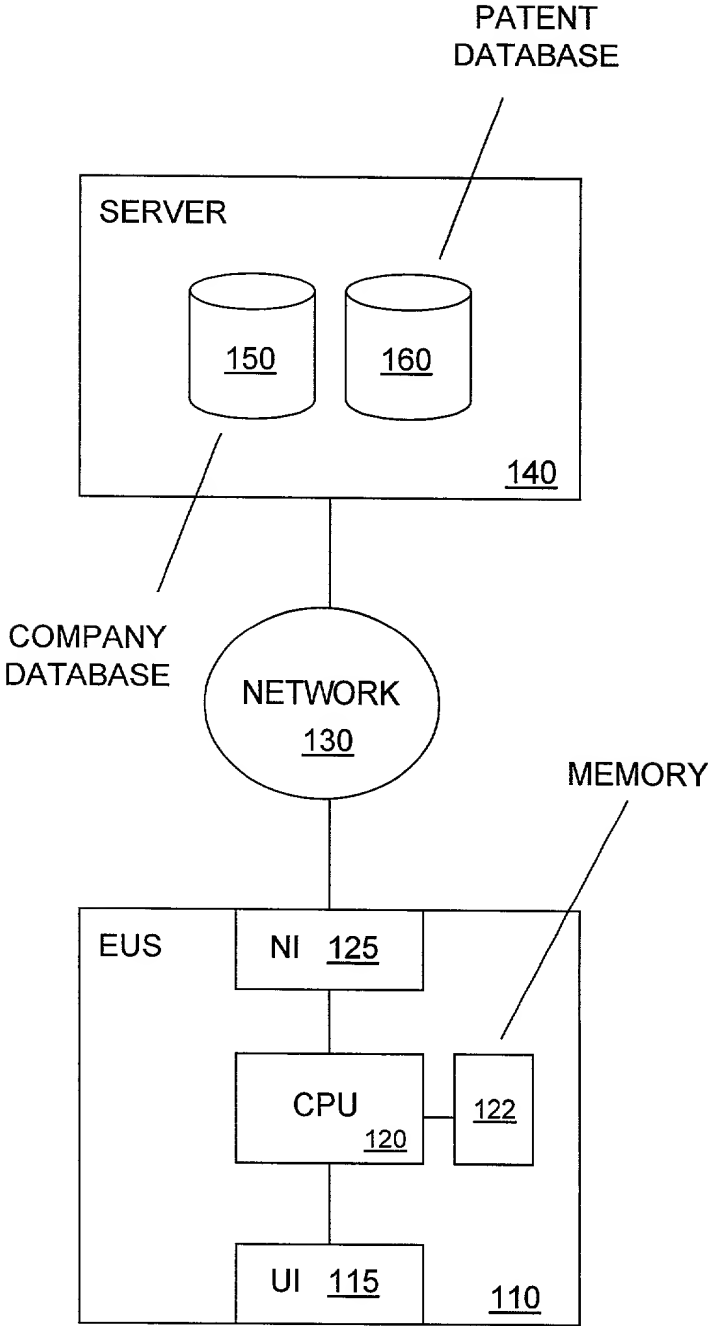 PATENT
DATABASE
SERVER
150
160
140
COMPANY
DATABASE
NETWORK
130
MEMORY
EUS
NI 125
CPU
120
122
UI 115
110